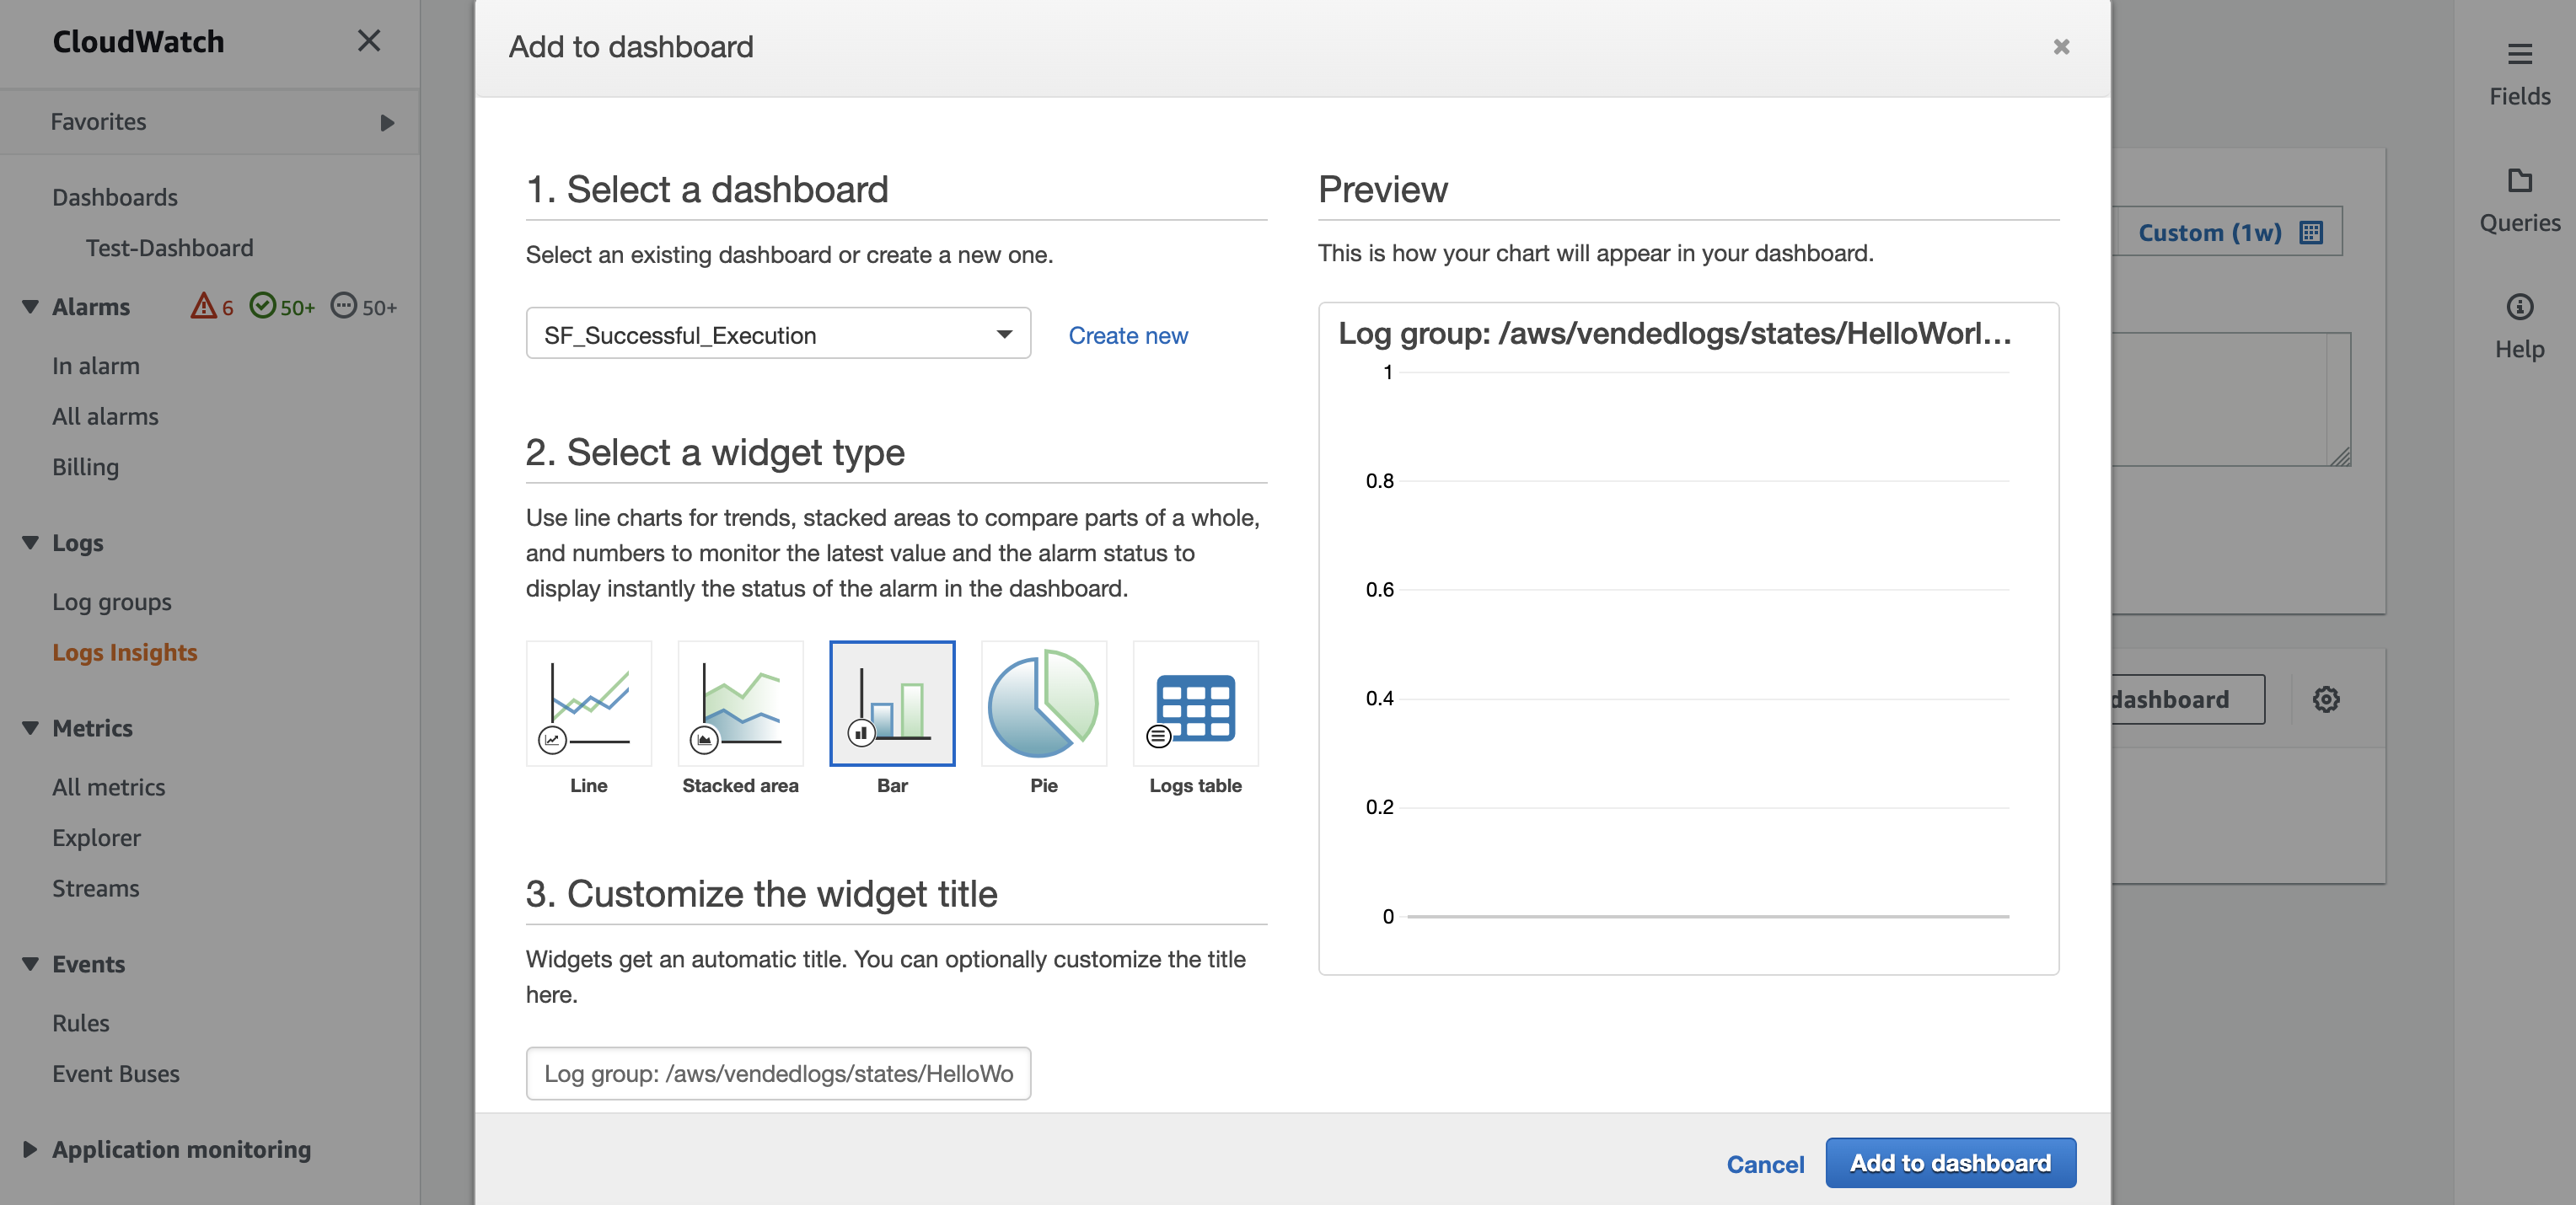 CloudWatch
Favorites
Dashboards
Test-Dashboard
Alarms 6 50+ 50+
In alarm
All alarms
Billing
Logs
Log groups
Logs Insights
Metrics
All metrics
Explorer
Streams
Events
Rules
Event Buses
Application monitoring
Add to dashboard
1. Select a dashboard
Select an existing dashboard or create a new one.
SF_Successful_Execution
Create new
2. Select a widget type
Use line charts for trends, stacked areas to compare parts of a whole,
and numbers to monitor the latest value and the alarm status to
display instantly the status of the alarm in the dashboard.
Line
Stacked area
Bar
Pie
Logs table
3. Customize the widget title
Widgets get an automatic title. You can optionally customize the title
here.
Log group: /aws/vendedlogs/states/HelloWo
Preview
This is how your chart will appear in your dashboard.
Log group: /aws/vendedlogs/states/HelloWorl...
1
0.8
0.6
0.4
0.2
0
Cancel
Add to dashboard
Custom (1w)
dashboard
Fields
Queries
Help